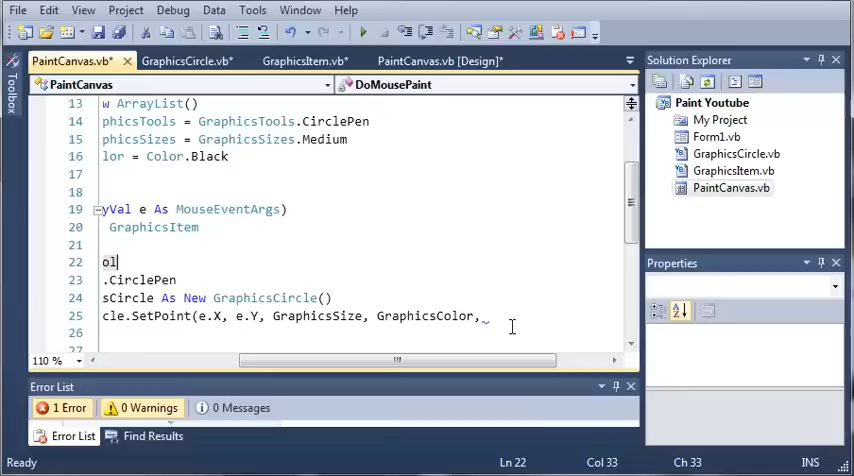 File Edit View Project Debug Data Tools Window Help
PaintCanvas.vb* GraphicsCircle.vb* GraphicsItem.vb* PaintCanvas.vb [Design]*
PaintCanvas DoMousePaint
13 w ArrayList()
14 phicsTools = GraphicsTools.CirclePen
15 phicsSizes = GraphicsSizes.Medium
16 lor = Color.Black
17
18
19 yVal e As MouseEventArgs)
20 GraphicsItem
21
22 ol
23 .CirclePen
24 sCircle As New GraphicsCircle()
25 cle.SetPoint(e.X, e.Y, GraphicsSize, GraphicsColor,
26
27
110 %
Toolbox
Solution Explorer
Paint Youtube
My Project
Form1.vb
GraphicsCircle.vb
GraphicsItem.vb
PaintCanvas.vb
Properties
Error List
1 Error 0 Warnings 0 Messages
Error List Find Results
Ready Ln 22 Col 33 Ch 33 INS